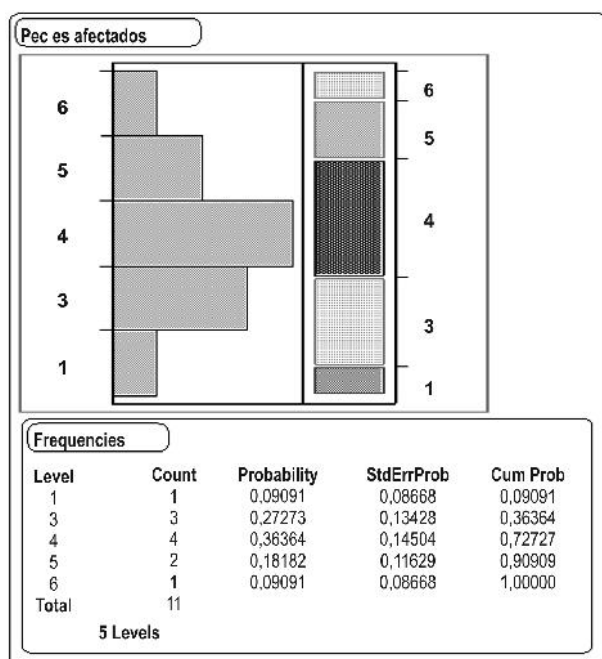 Pec es afectados
6
5
4
3
1
6
5
4
3
1
Frequencies
Level Count Probability StdErrProb Cum Prob
1 1 0,09091 0,08668 0,09091
3 3 0,27273 0,13428 0,36364
4 4 0,36364 0,14504 0,72727
5 2 0,18182 0,11629 0,90909
6 1 0,09091 0,08668 1,00000
Total 11
5 Levels